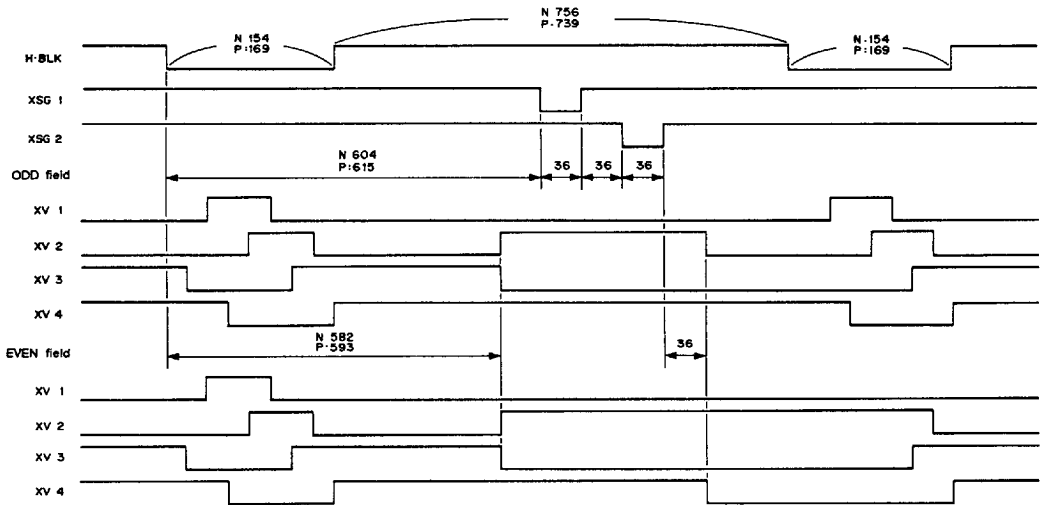 N 154
P:169
N 756
P-739
N-154
P:169
H·BLK
XSG 1
XSG 2
N 604
P:615
36
36
36
ODD field
XV 1
XV 2
XV 3
XV 4
N 582
P·593
36
EVEN field
XV 1
XV 2
XV 3
XV 4